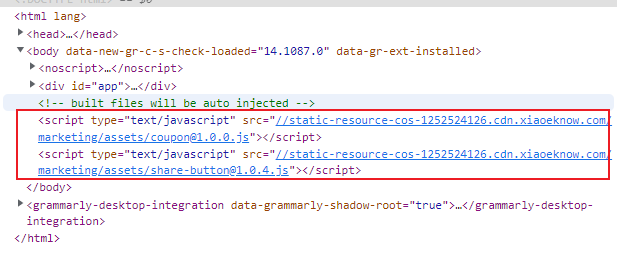 <!doctype html> == $0
<html lang>
<head>…</head>
<body data-new-gr-c-s-check-loaded="14.1087.0" data-gr-ext-installed>
<noscript>…</noscript>
<div id="app">…</div>
<!-- built files will be auto injected -->
<script type="text/javascript" src="//static-resource-cos-1252524126.cdn.xiaoeknow.com/
marketing/assets/coupon@1.0.0.js"></script>
<script type="text/javascript" src="//static-resource-cos-1252524126.cdn.xiaoeknow.com/
marketing/assets/share-button@1.0.4.js"></script>
</body>
<grammarly-desktop-integration data-grammarly-shadow-root="true">…</grammarly-desktop-
integration>
</html>